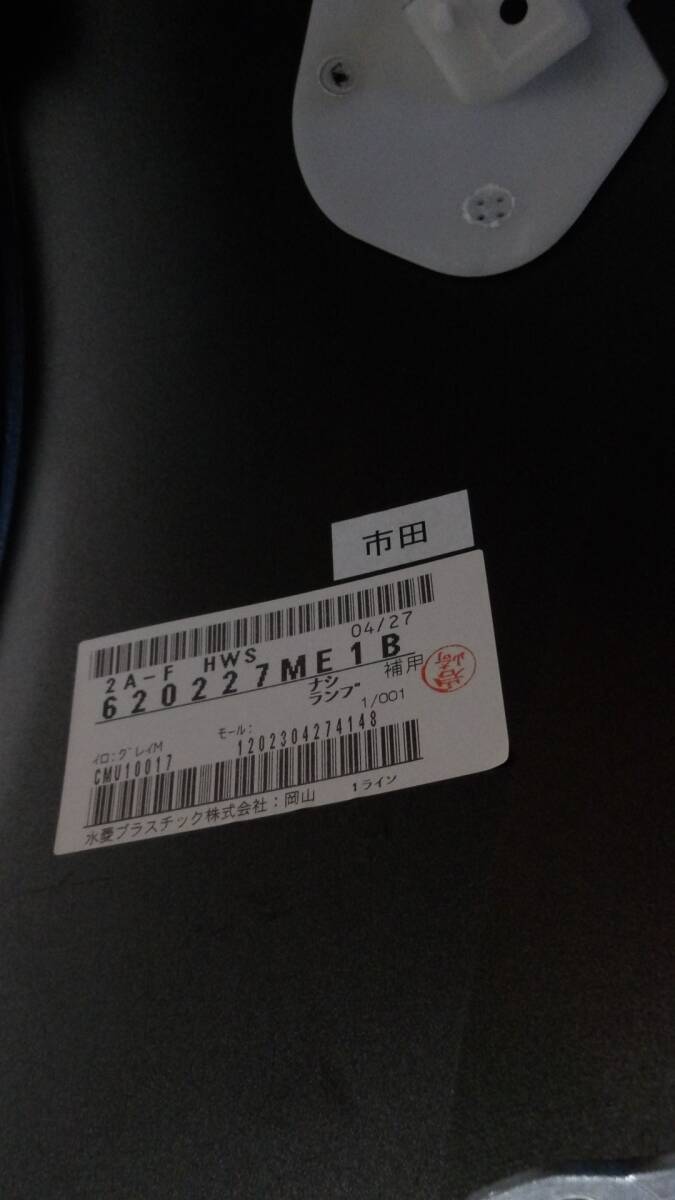 市田
04/27
2A-F HWS
620227ME1B
補用
岩崎
ナシ
ランプ
1/001
イロ:グレイM
モール:
CMU10017
1202304274148
水菱プラスチック株式会社:岡山
1ライン